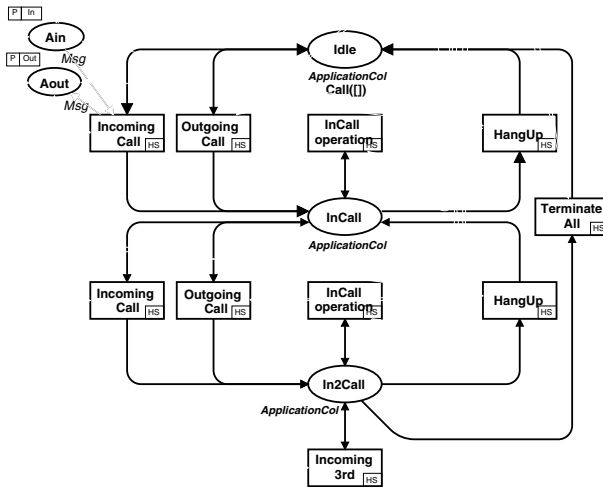 P In
Ain
P Out
Msg
Aout
Msg
Idle
ApplicationCol
Call([])
Incoming
Call
HS
Outgoing
Call
HS
InCall
operation
HS
HangUp
HS
InCall
ApplicationCol
Terminate
All
HS
Incoming
Call
HS
Outgoing
Call
HS
InCall
operation
HS
HangUp
HS
In2Call
ApplicationCol
Incoming
3rd
HS